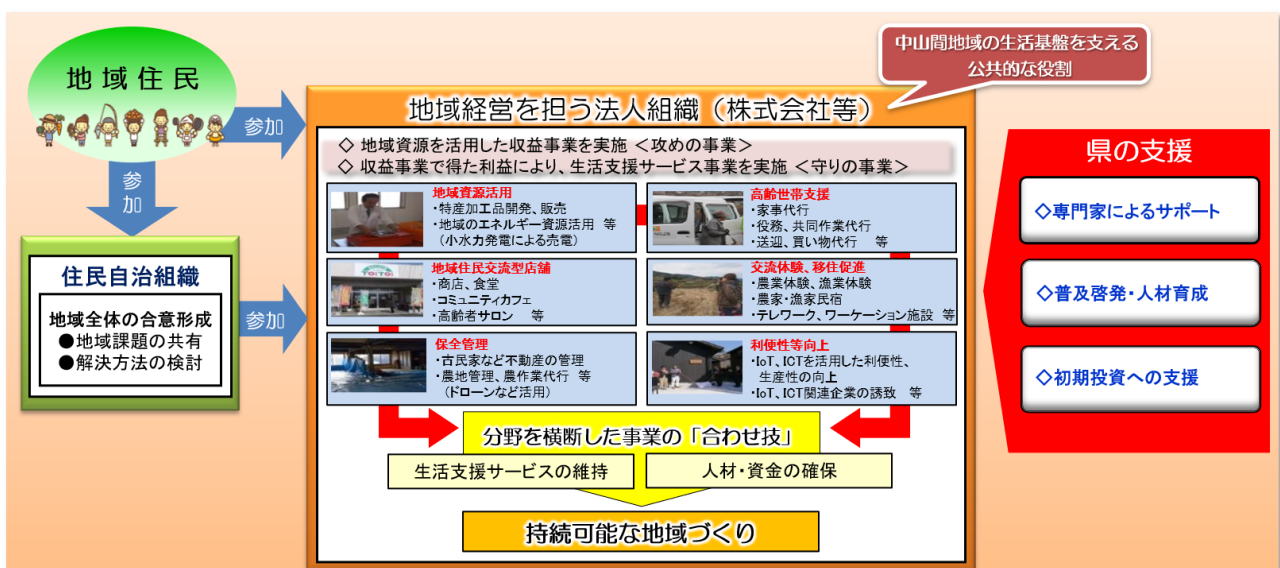 中山間地域の生活基盤を支える
公共的な役割
地域住民
参加
参
加
住民自治組織
地域全体の合意形成
●地域課題の共有
●解決方法の検討
参加
地域経営を担う法人組織（株式会社等）
◇ 地域資源を活用した収益事業を実施 ＜攻めの事業＞
◇ 収益事業で得た利益により、生活支援サービス事業を実施 ＜守りの事業＞
地域資源活用
・特産加工品開発、販売
・地域のエネルギー資源活用 等
（小水力発電による売電）
高齢世帯支援
・家事代行
・役務、共同作業代行
・送迎、買い物代行 等
地域住民交流型店舗
・商店、食堂
・コミュニティカフェ
・高齢者サロン 等
交流体験、移住促進
・農業体験、漁業体験
・農家・漁家民宿
・テレワーク、ワーケーション施設 等
保全管理
・古民家など不動産の管理
・農地管理、農作業代行 等
（ドローンなど活用）
利便性等向上
・IoT、ICTを活用した利便性、
生産性の向上
・IoT、ICT関連企業の誘致 等
分野を横断した事業の「合わせ技」
生活支援サービスの維持
人材・資金の確保
持続可能な地域づくり
県の支援
◇専門家によるサポート
◇普及啓発・人材育成
◇初期投資への支援